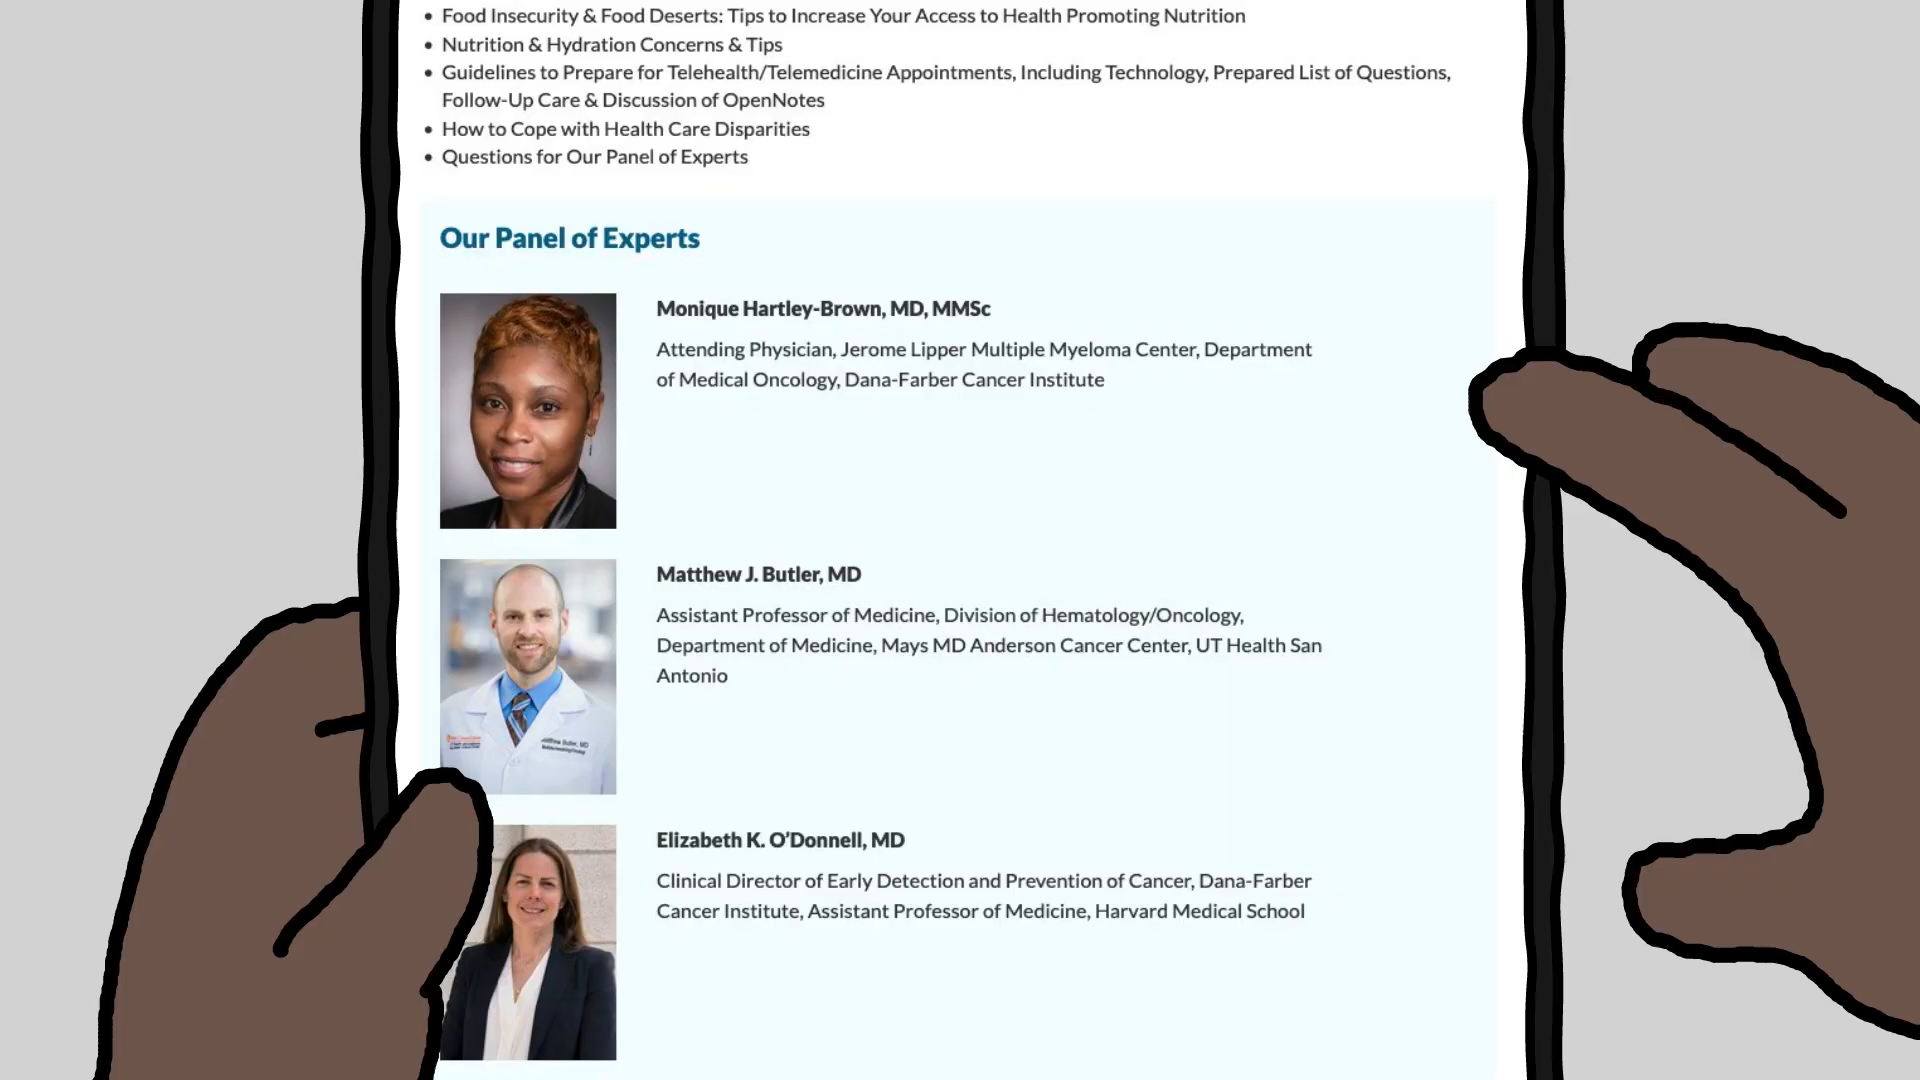 Food Insecurity & Food Deserts: Tips to Increase Your Access to Health Promoting Nutrition
Nutrition & Hydration Concerns & Tips
Guidelines to Prepare for Telehealth/Telemedicine Appointments, Including Technology, Prepared List of Questions,
Follow-Up Care & Discussion of OpenNotes
How to Cope with Health Care Disparities
Questions for Our Panel of Experts
Our Panel of Experts
Monique Hartley-Brown, MD, MMSc
Attending Physician, Jerome Lipper Multiple Myeloma Center, Department
of Medical Oncology, Dana-Farber Cancer Institute
Matthew J. Butler, MD
Assistant Professor of Medicine, Division of Hematology/Oncology,
Department of Medicine, Mays MD Anderson Cancer Center, UT Health San
Antonio
Elizabeth K. O’Donnell, MD
Clinical Director of Early Detection and Prevention of Cancer, Dana-Farber
Cancer Institute, Assistant Professor of Medicine, Harvard Medical School